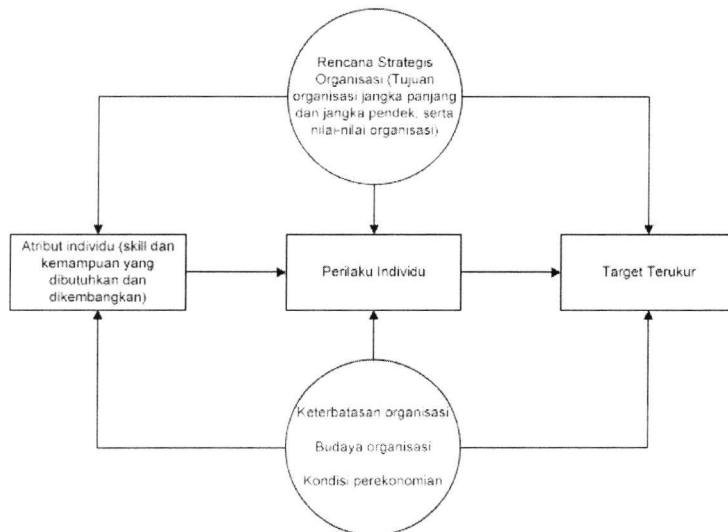 Rencana Strategis
Organisasi (Tujuan
organisasi jangka panjang
dan jangka pendek, serta
nilai-nilai organisasi)
Atribut individu (skill dan
kemampuan yang
dibutuhkan dan
dikembangkan)
Perilaku Individu
Target Terukur
Keterbatasan organisasi
Budaya organisasi
Kondisi perekonomian